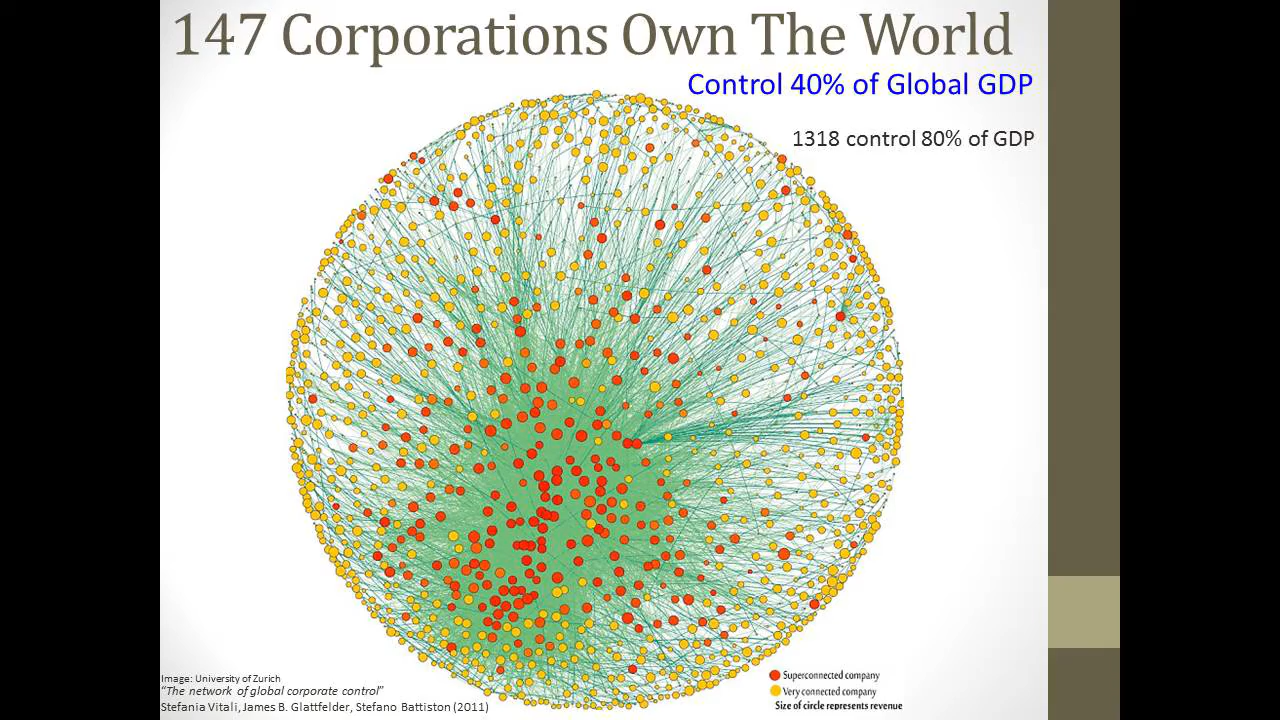 147 Corporations Own The World
Control 40% of Global GDP
1318 control 80% of GDP
Superconnected company
Very connected company
Size of circle represents revenue
Image: University of Zurich
“The network of global corporate control”
Stefania Vitali, James B. Glattfelder, Stefano Battiston (2011)